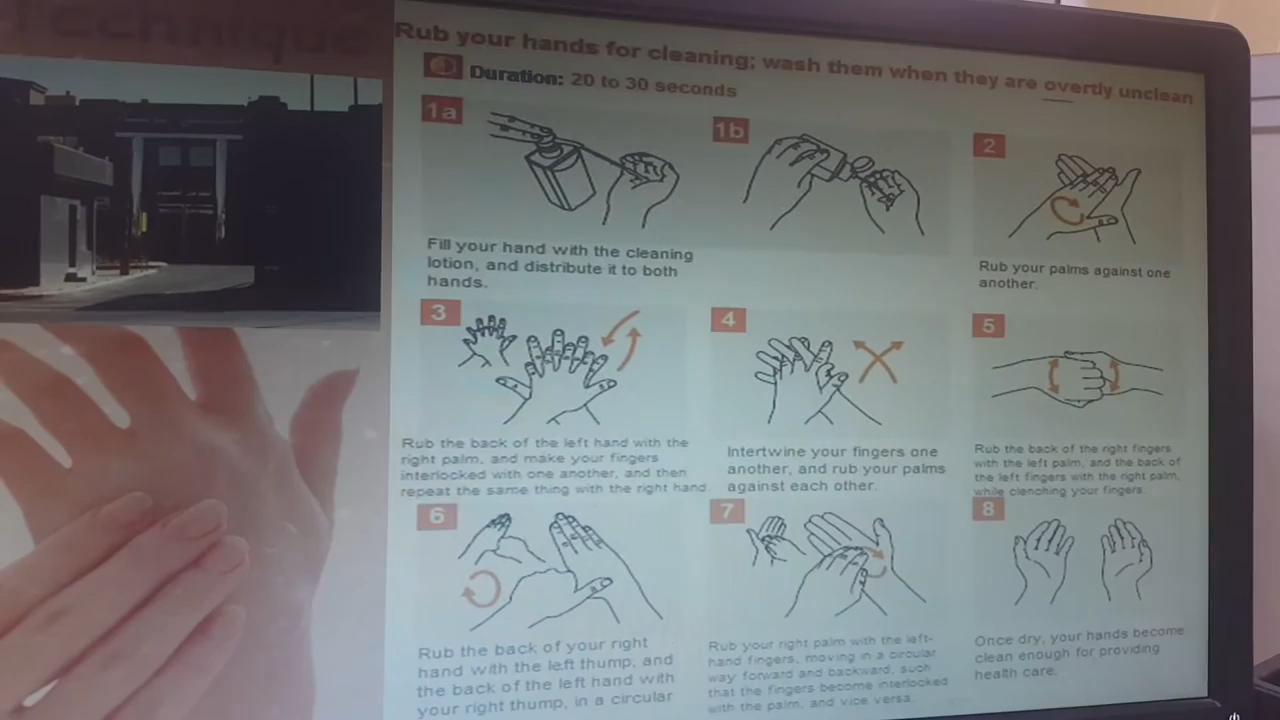 Technique
Rub your hands for cleaning; wash them when they are overtly unclean
Duration: 20 to 30 seconds
1a
1b
2
Fill your hand with the cleaning
lotion, and distribute it to both
hands.
Rub your palms against one
another.
3
4
5
Rub the back of the left hand with the
right palm, and make your fingers
interlocked with one another, and then
repeat the same thing with the right hand.
Intertwine your fingers one
another, and rub your palms
against each other.
Rub the back of the right fingers
with the left palm, and the back of
the left fingers with the right palm,
while clenching your fingers.
6
7
8
Rub the back of your right
hand with the left thump, and
the back of the left hand with
your right thump, in a circular
Rub your right palm with the left-
hand fingers, moving in a circular
way forward and backward, such
that the fingers become interlocked
with the palm, and vice versa.
Once dry, your hands become
clean enough for providing
health care.